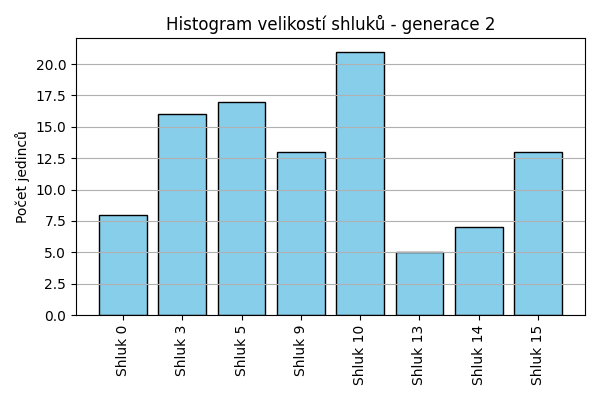 Histogram velikostí shluků - generace 2
Počet jedinců
20.0
17.5
15.0
12.5
10.0
7.5
5.0
2.5
0.0
Shluk 0
Shluk 3
Shluk 5
Shluk 9
Shluk 10
Shluk 13
Shluk 14
Shluk 15